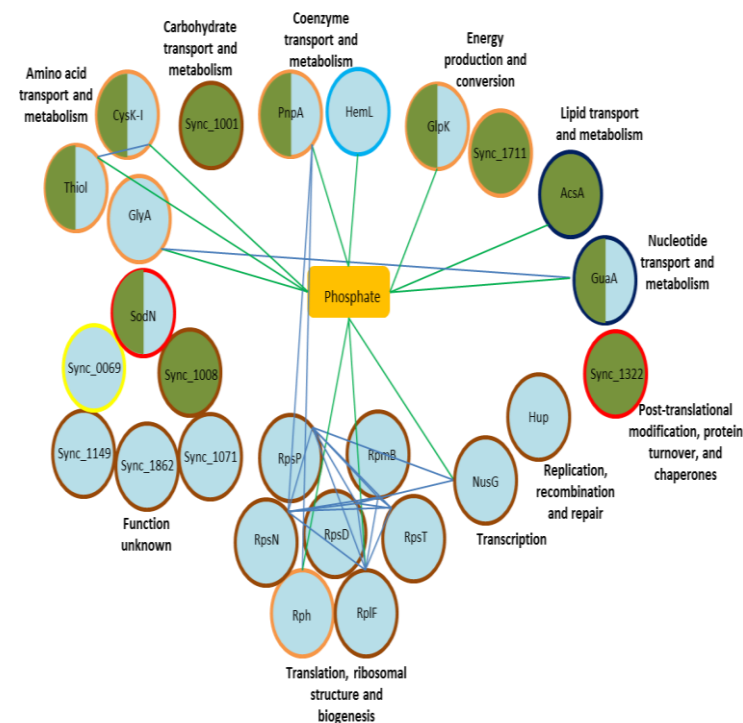 Coenzyme
transport and
metabolism
Carbohydrate
transport and
metabolism
Energy
production and
conversion
Amino acid
transport and
metabolism
Lipid transport
and metabolism
CysK-I
Sync_1001
PnpA
HemL
GlpK
Sync_1711
Thiol
GlyA
AcsA
Nucleotide
transport and
metabolism
GuaA
Phosphate
SodN
Sync_0069
Sync_1008
Sync_1322
Post-translational
modification, protein
turnover, and
chaperones
Hup
Sync_1149
Sync_1862
Sync_1071
RpsP
RpmB
NusG
Replication,
recombination
and repair
Function
unknown
RpsN
RpsD
RpsT
Transcription
Rph
RplF
Translation, ribosomal
structure and
biogenesis